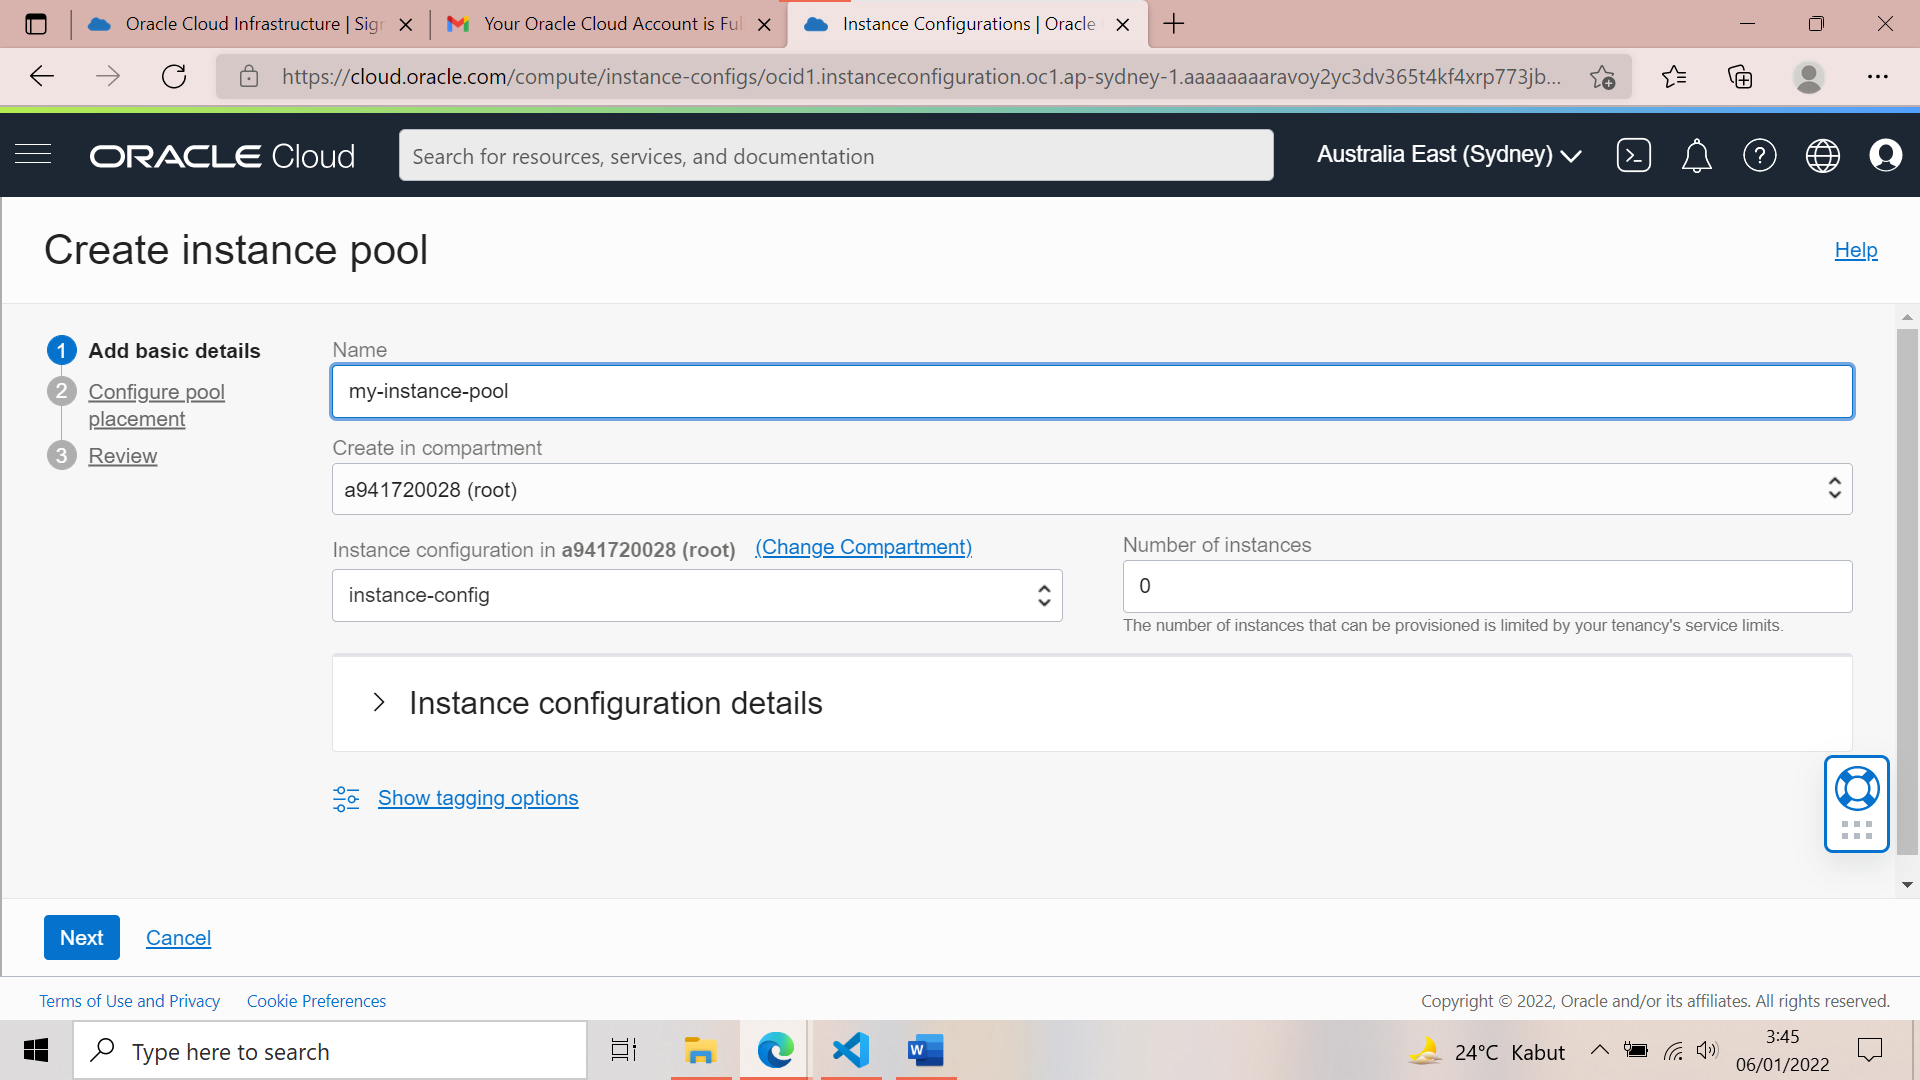 Oracle Cloud Infrastructure | Sign
Your Oracle Cloud Account is Ful
Instance Configurations | Oracle
https://cloud.oracle.com/compute/instance-configs/ocid1.instanceconfiguration.oc1.ap-sydney-1.aaaaaaaaravoy2yc3dv365t4kf4xrp773jb...
ORACLE Cloud
Search for resources, services, and documentation
Australia East (Sydney)
Create instance pool
Help
1 Add basic details
2 Configure pool
placement
3 Review
Name
my-instance-pool
Create in compartment
a941720028 (root)
Instance configuration in a941720028 (root) (Change Compartment)
instance-config
Number of instances
0
The number of instances that can be provisioned is limited by your tenancy's service limits.
Instance configuration details
Show tagging options
Next
Cancel
Terms of Use and Privacy
Cookie Preferences
Copyright © 2022, Oracle and/or its affiliates. All rights reserved.
Type here to search
W
24°C Kabut
3:45
06/01/2022